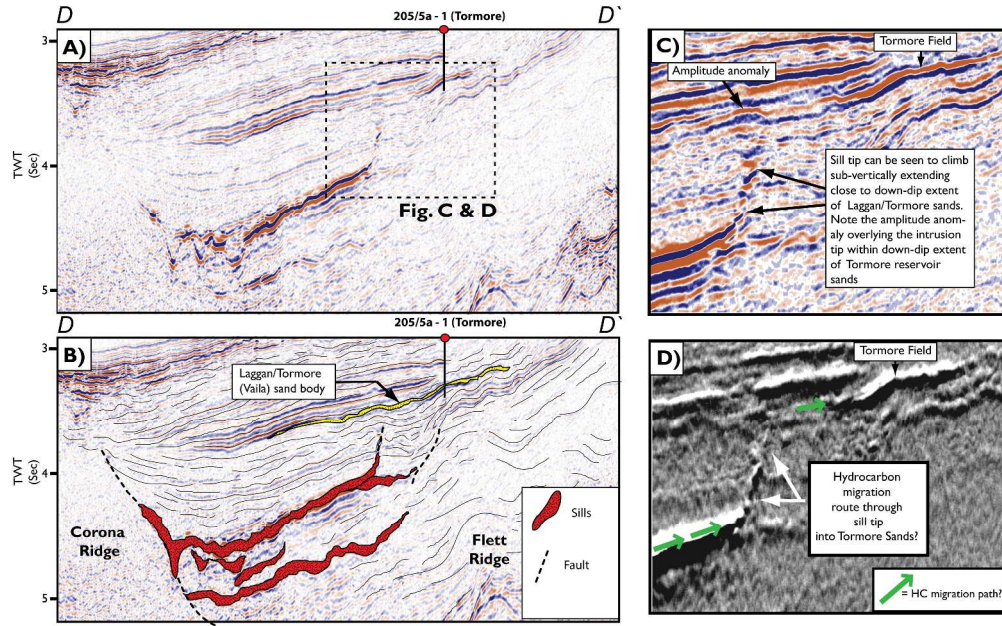 D
205/5a - 1 (Tormore)
D`
A)
3
4
5
TWT
(Sec)
Fig. C & D
C)
Tormore Field
Amplitude anomaly
Sill tip can be seen to climb
sub-vertically extending
close to down-dip extent
of Laggan/Tormore sands.
Note the amplitude anom-
aly overlying the intrusion
tip within down-dip extent
of Tormore reservoir
sands
D
205/5a - 1 (Tormore)
D`
B)
3
4
5
TWT
(Sec)
Laggan/Tormore
(Vaila) sand body
Corona
Ridge
Flett
Ridge
Sills
Fault
D)
Tormore Field
Hydrocarbon
migration
route through
sill tip
into Tormore Sands?
= HC migration path?